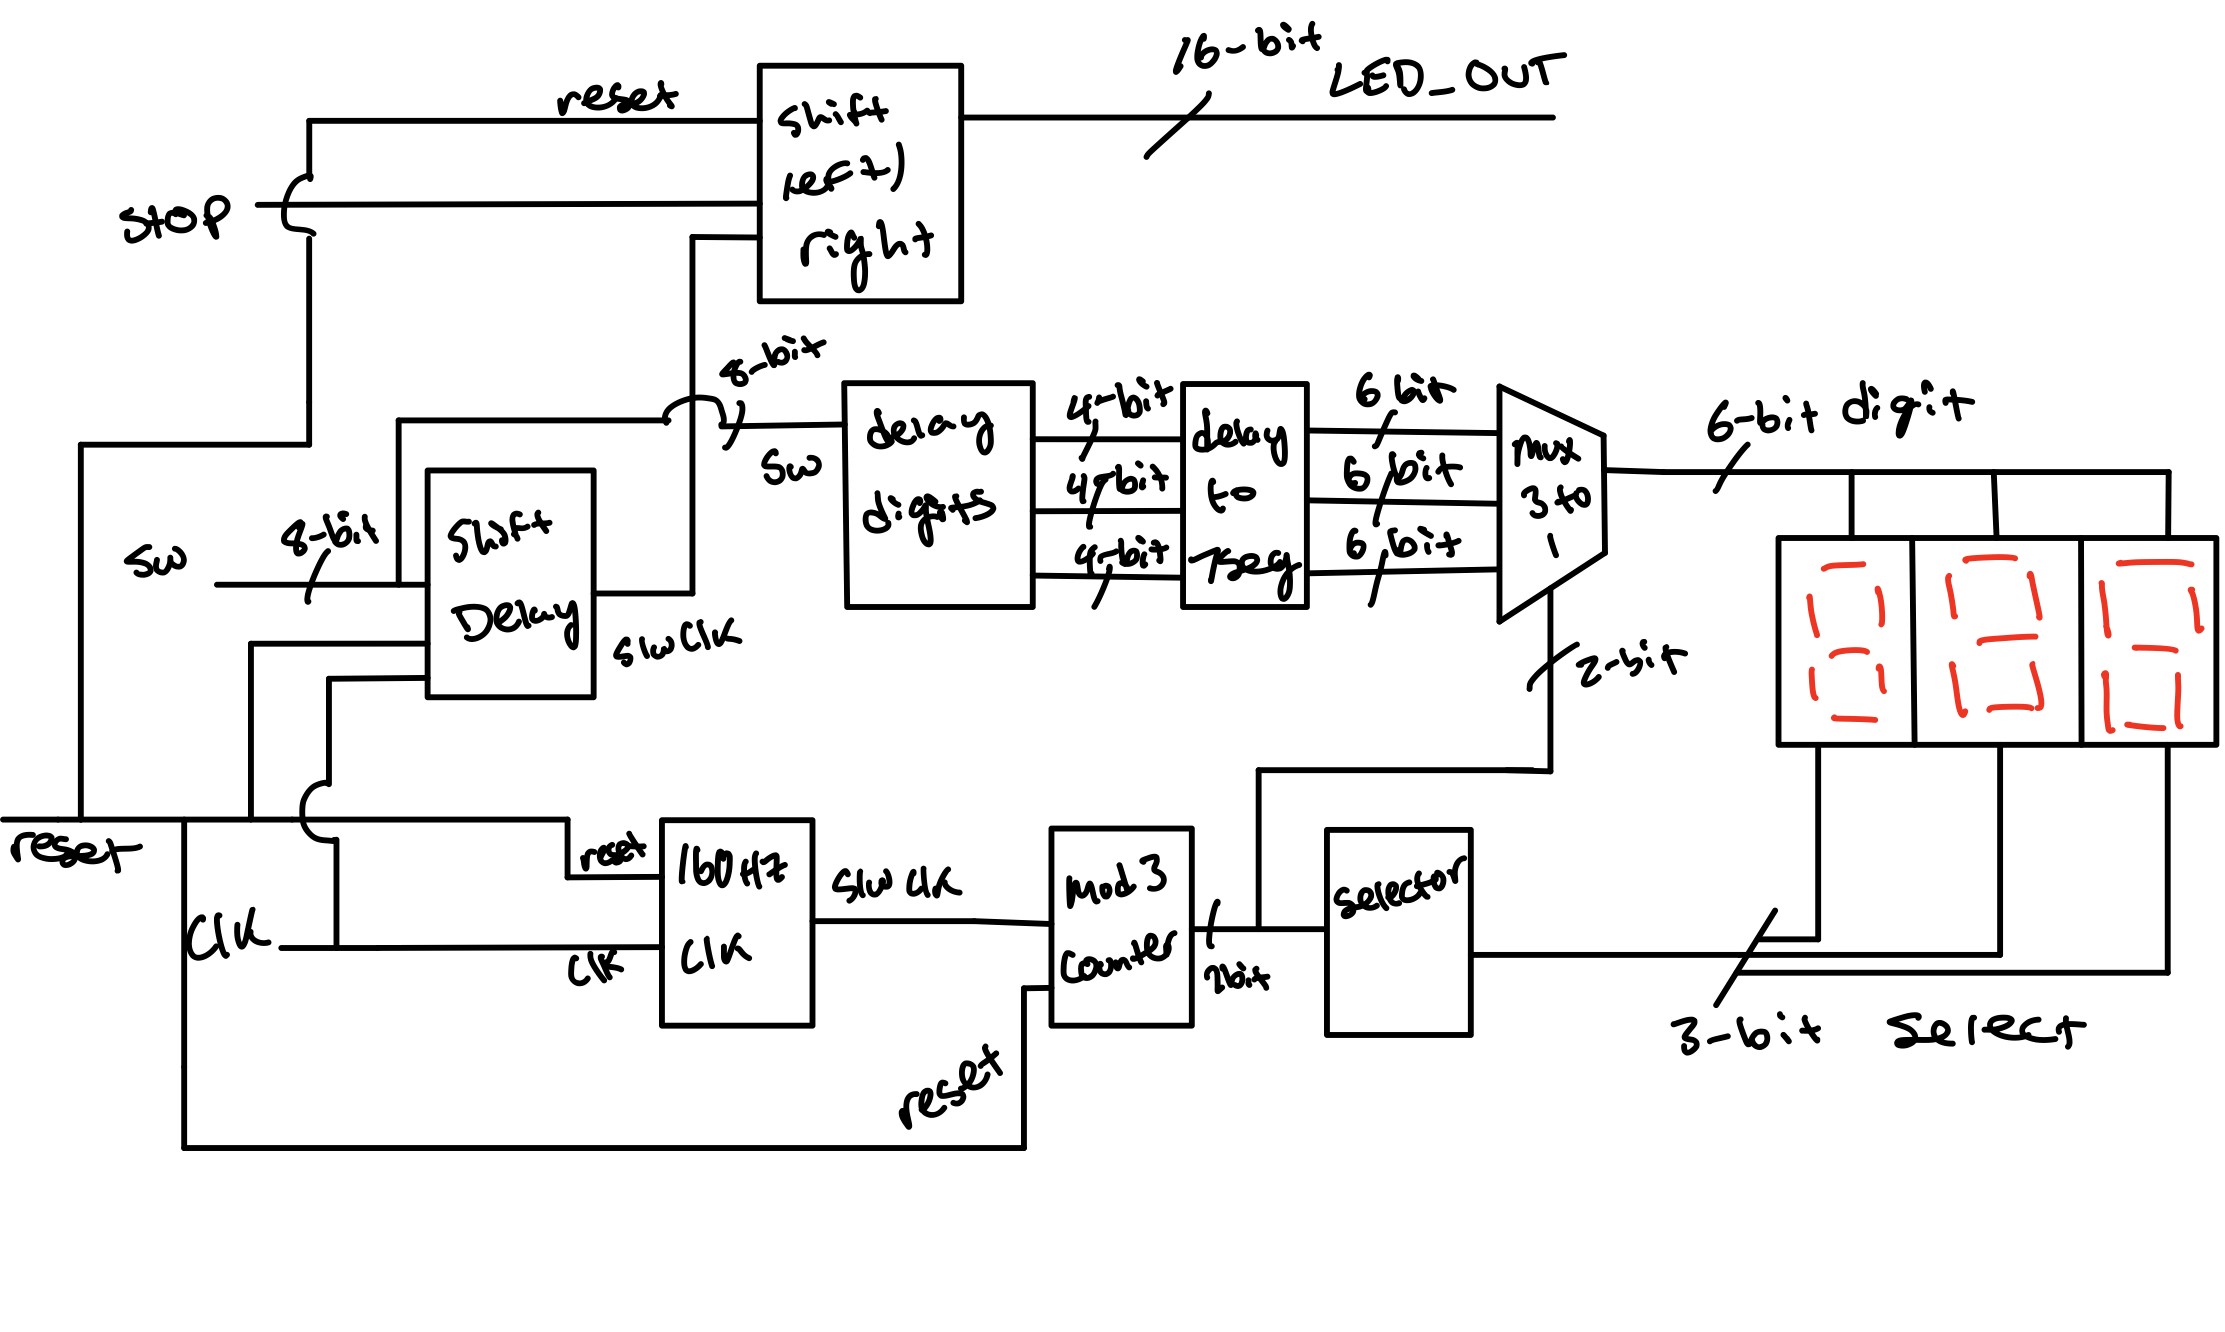 16-bit
LED_OUT
reset
shift
left)
right
stop
8-bit
sw
delay
digits
4-bit
4-bit
4-bit
delay
to
7seg
6 bit
6 bit
6 bit
mux
3 to
1
6-bit digit
sw
8-bit
Shift
Delay
slwclk
2-bit
reset
reset
160Hz
clk
slw clk
Mod 3
counter
2bit
selector
clk
clk
reset
3-bit select